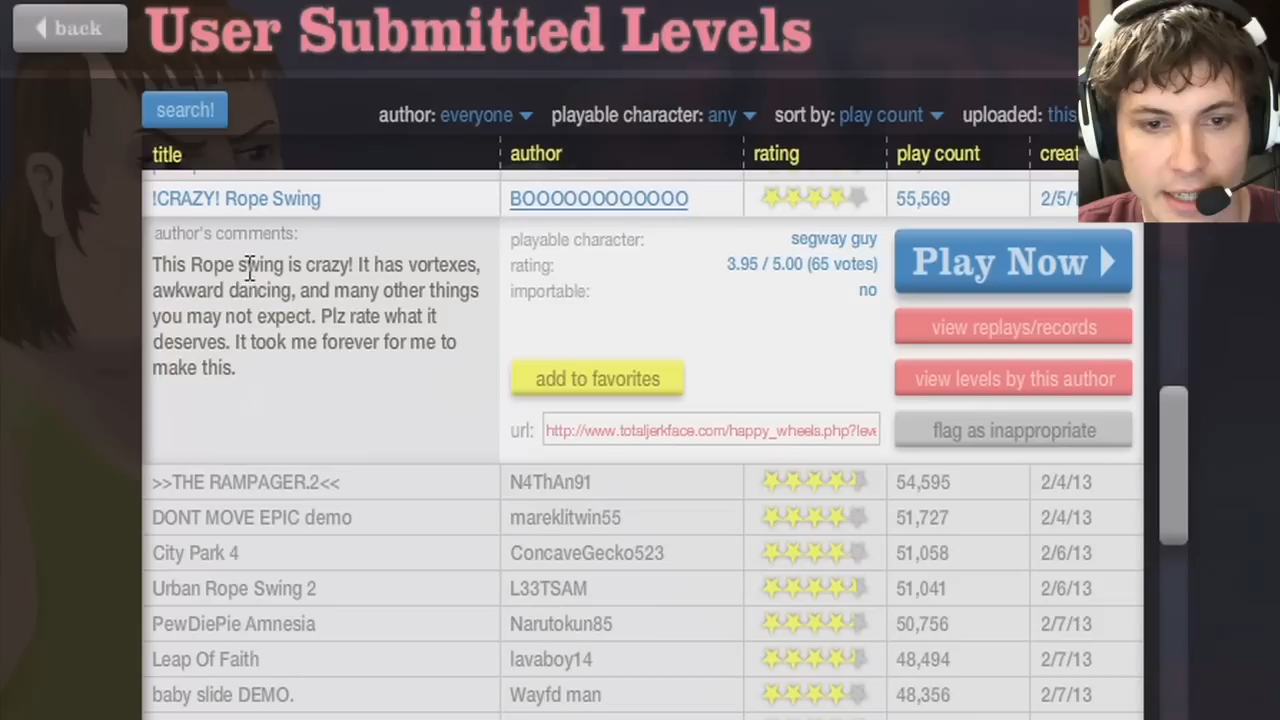 back
User Submitted Levels
search!
author: everyone playable character: any sort by: play count uploaded: this
title author rating play count creat
!CRAZY! Rope Swing BOOOOOOOOOOOO 55,569 2/5/1
author's comments:
This Rope swing is crazy! It has vortexes,
awkward dancing, and many other things
you may not expect. Plz rate what it
deserves. It took me forever for me to
make this.
playable character: segway guy
rating: 3.95 / 5.00 (65 votes)
importable: no
add to favorites
url: http://www.totaljerkface.com/happy_wheels.php?leve
Play Now
view replays/records
view levels by this author
flag as inappropriate
>>THE RAMPAGER.2<< N4ThAn91 54,595 2/4/13
DONT MOVE EPIC demo mareklitwin55 51,727 2/4/13
City Park 4 ConcaveGecko523 51,058 2/6/13
Urban Rope Swing 2 L33TSAM 51,041 2/6/13
PewDiePie Amnesia Narutokun85 50,756 2/7/13
Leap Of Faith lavaboy14 48,494 2/7/13
baby slide DEMO. Wayfd man 48,356 2/7/13